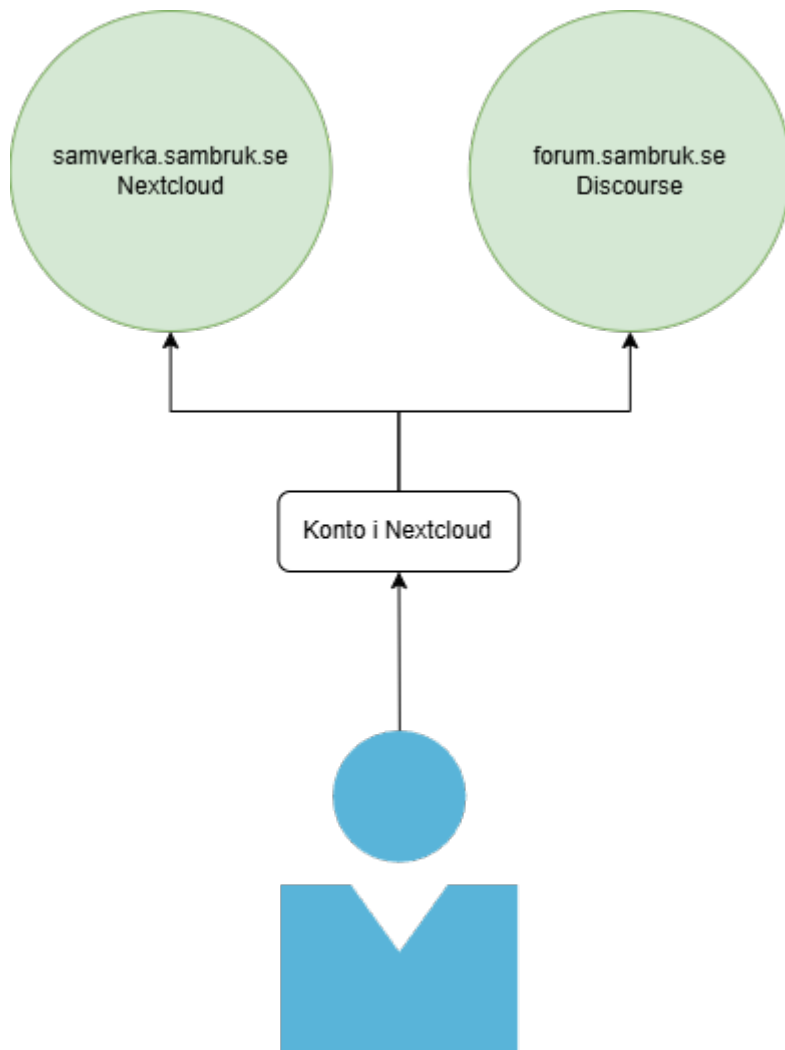 samverka.sambruk.se
Nextcloud
forum.sambruk.se
Discourse
Konto i Nextcloud